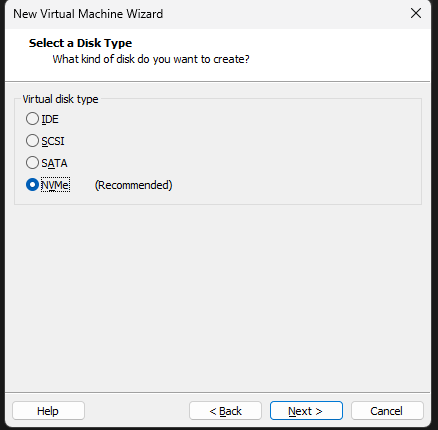 New Virtual Machine Wizard
Select a Disk Type
What kind of disk do you want to create?
Virtual disk type
IDE
SCSI
SATA
NVMe (Recommended)
Help < Back Next > Cancel